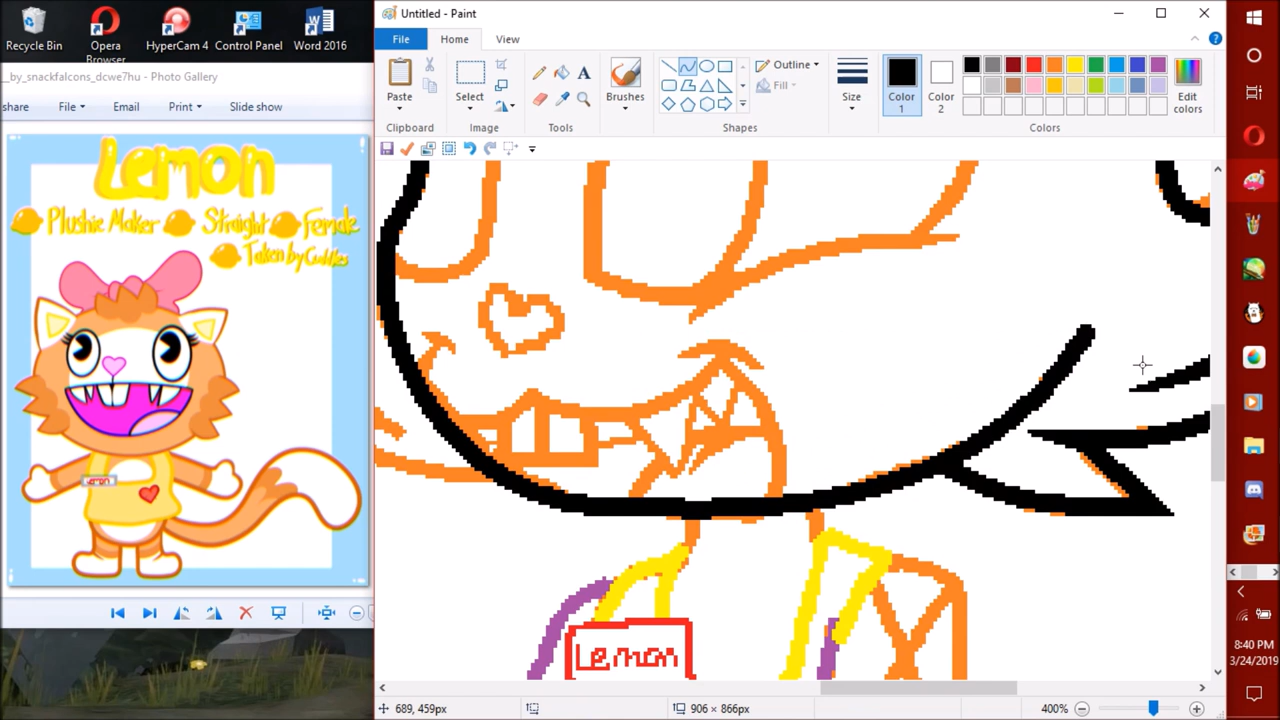 Recycle Bin
Opera Browser
HyperCam 4
Control Panel
Word 2016
_by_snackfalcons_dcwe7hu - Photo Gallery
share
File
Email
Print
Slide show
Lemon
Plushie Maker
Straight
Female
Taken by Cuddles
Lemon
Untitled - Paint
File
Home
View
Paste
Select
Brushes
Outline
Fill
Size
Color 1
Color 2
Edit colors
Clipboard
Image
Tools
Shapes
Colors
Lemon
689, 459px
906 × 866px
400%
8:40 PM
3/24/2019